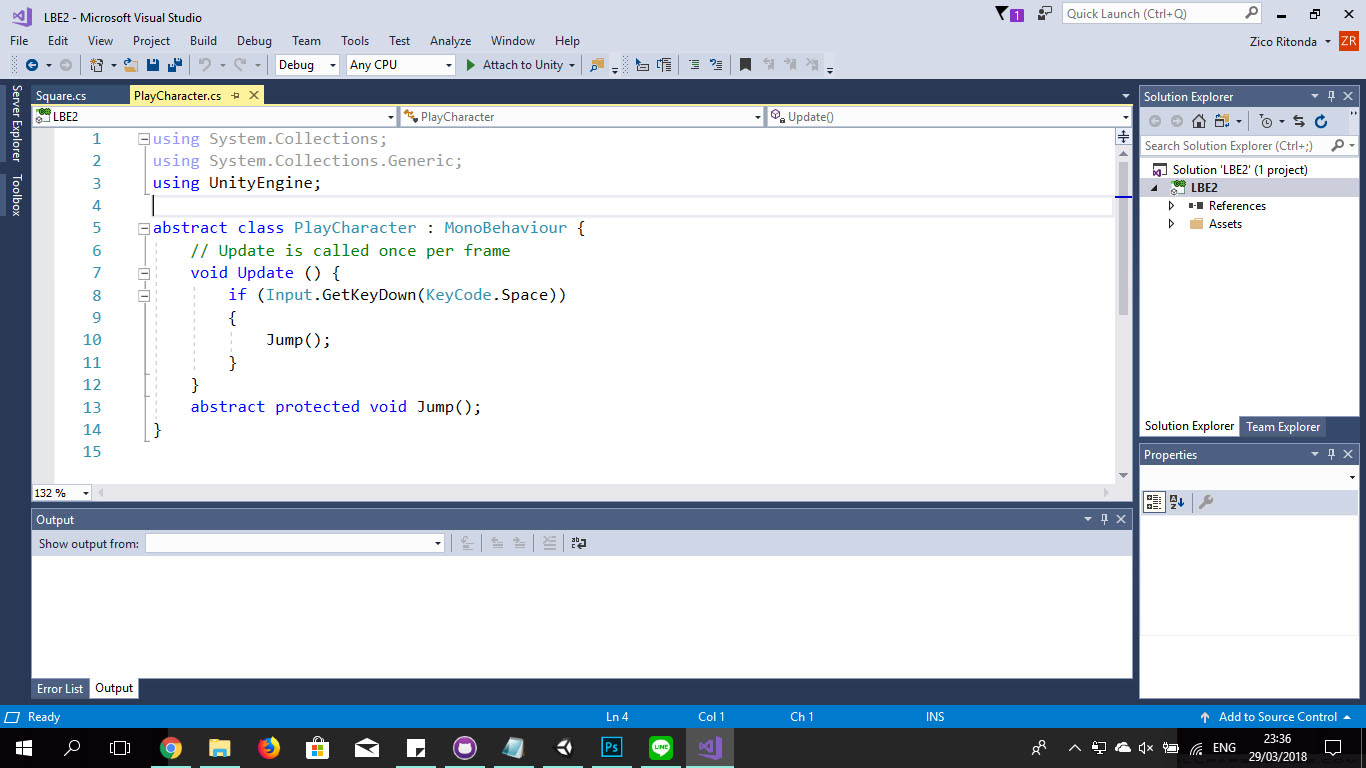 LBE2 - Microsoft Visual Studio
1
Quick Launch (Ctrl+Q)
File Edit View Project Build Debug Team Tools Test Analyze Window Help
Zico Ritonda
ZR
Debug
Any CPU
Attach to Unity
Server Explorer
Toolbox
Square.cs
PlayCharacter.cs
LBE2
PlayCharacter
Update()
1 using System.Collections;
2 using System.Collections.Generic;
3 using UnityEngine;
4
5 abstract class PlayCharacter : MonoBehaviour {
6 // Update is called once per frame
7 void Update () {
8 if (Input.GetKeyDown(KeyCode.Space))
9 {
10 Jump();
11 }
12 }
13 abstract protected void Jump();
14 }
15
132 %
Output
Show output from:
Error List
Output
Solution Explorer
Search Solution Explorer (Ctrl+;)
Solution 'LBE2' (1 project)
LBE2
References
Assets
Solution Explorer
Team Explorer
Properties
Ready
Ln 4
Col 1
Ch 1
INS
Add to Source Control
Ps
LINE
ENG
23:36
29/03/2018